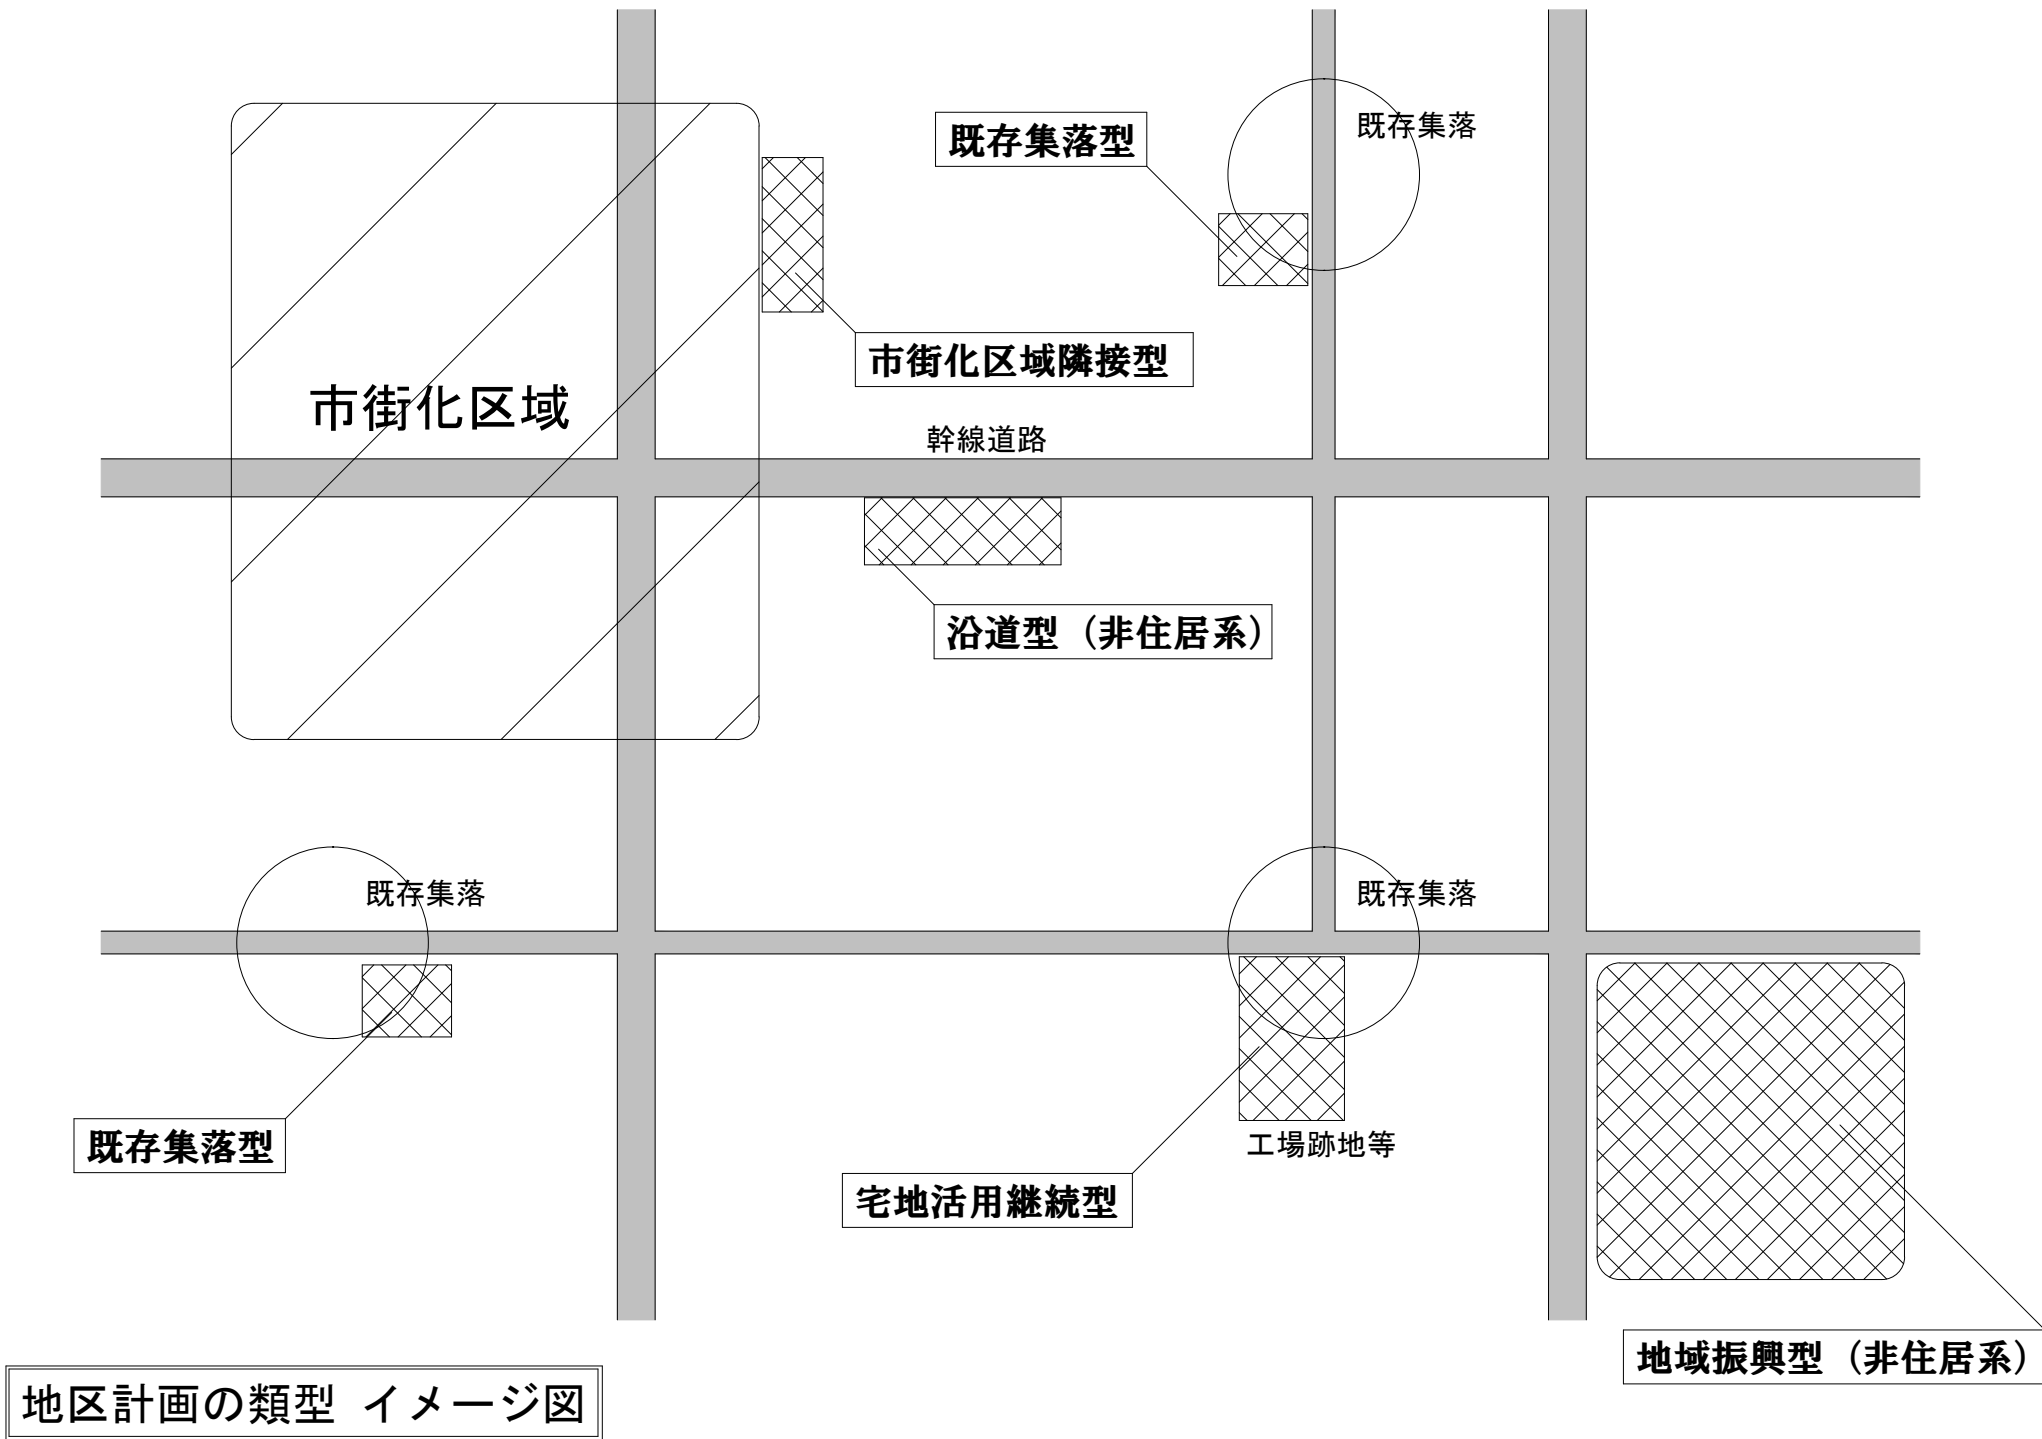 既存集落
既存集落型
市街化区域隣接型
市街化区域
幹線道路
沿道型（非住居系）
既存集落
既存集落
既存集落型
工場跡地等
宅地活用継続型
地域振興型（非住居系）
地区計画の類型 イメージ図